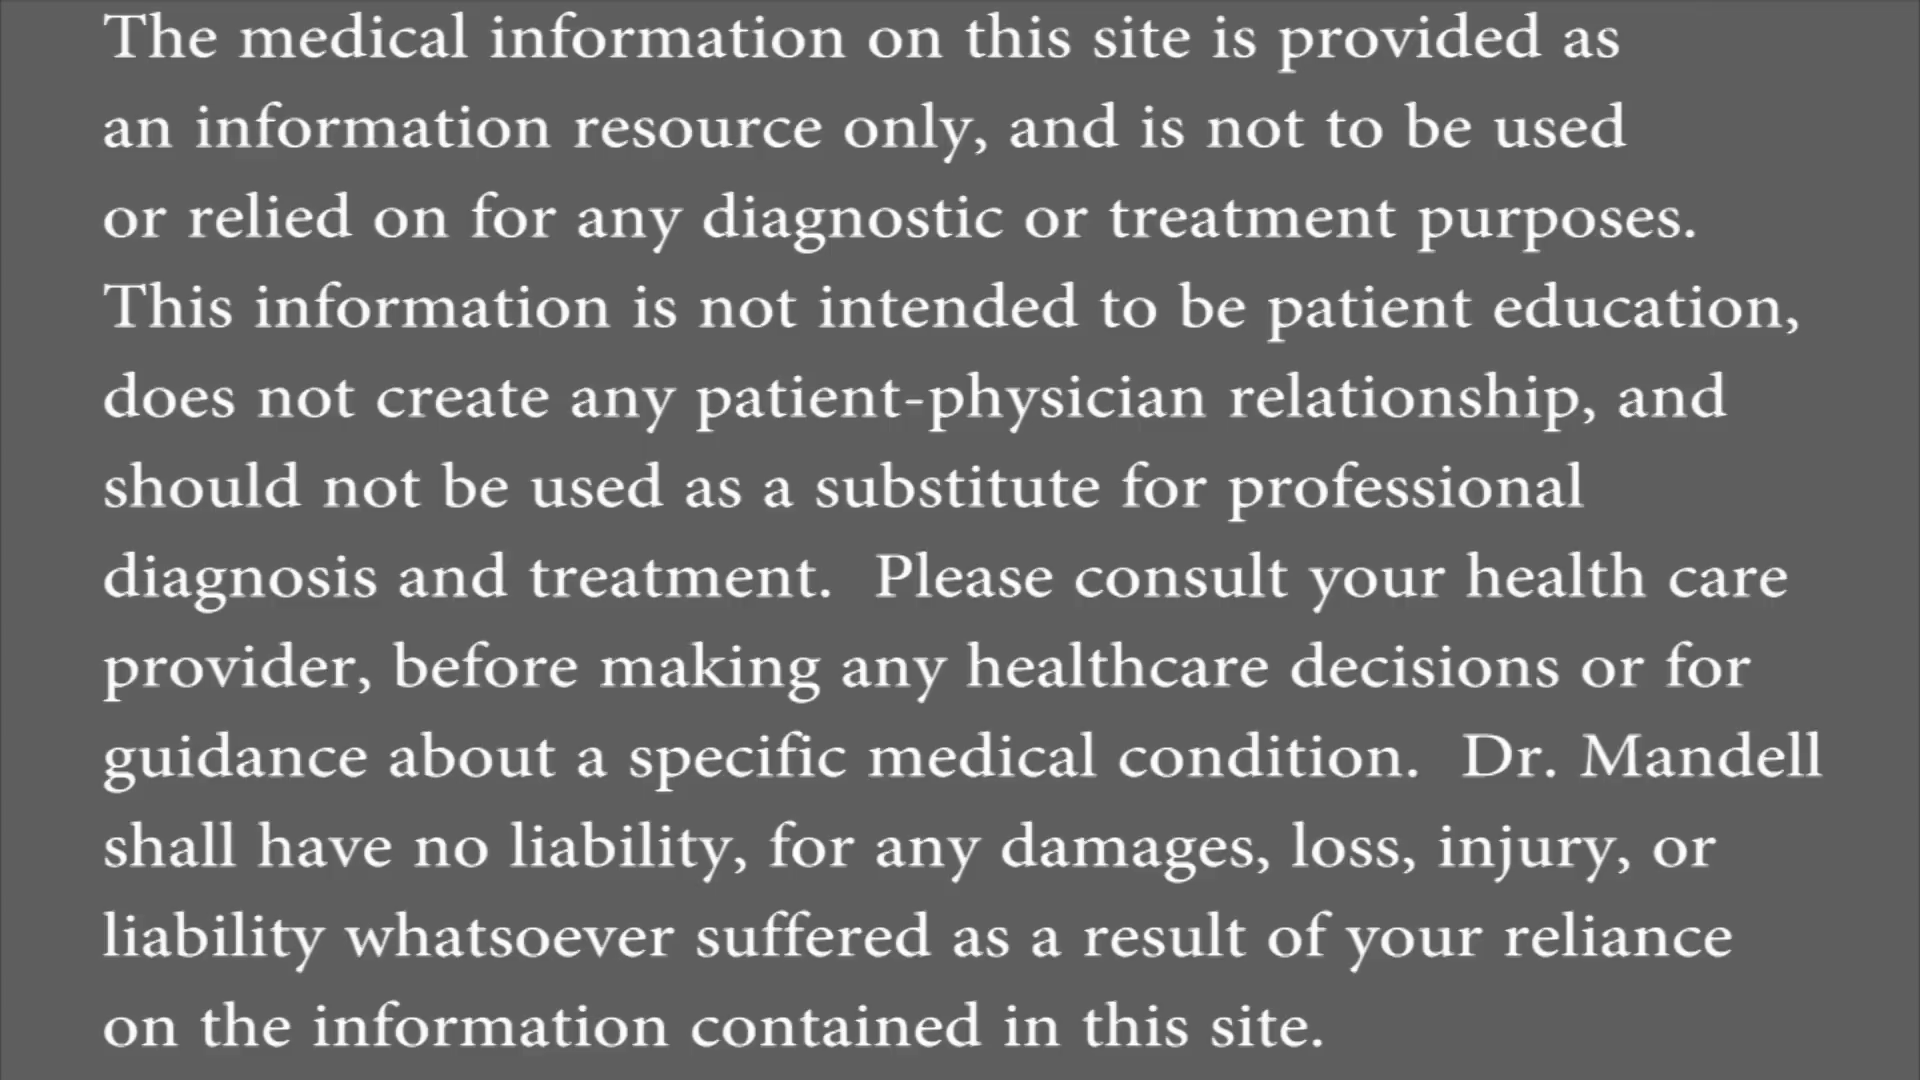 The medical information on this site is provided as
an information resource only, and is not to be used
or relied on for any diagnostic or treatment purposes.
This information is not intended to be patient education,
does not create any patient-physician relationship, and
should not be used as a substitute for professional
diagnosis and treatment.  Please consult your health care
provider, before making any healthcare decisions or for
guidance about a specific medical condition.  Dr. Mandell
shall have no liability, for any damages, loss, injury, or
liability whatsoever suffered as a result of your reliance
on the information contained in this site.